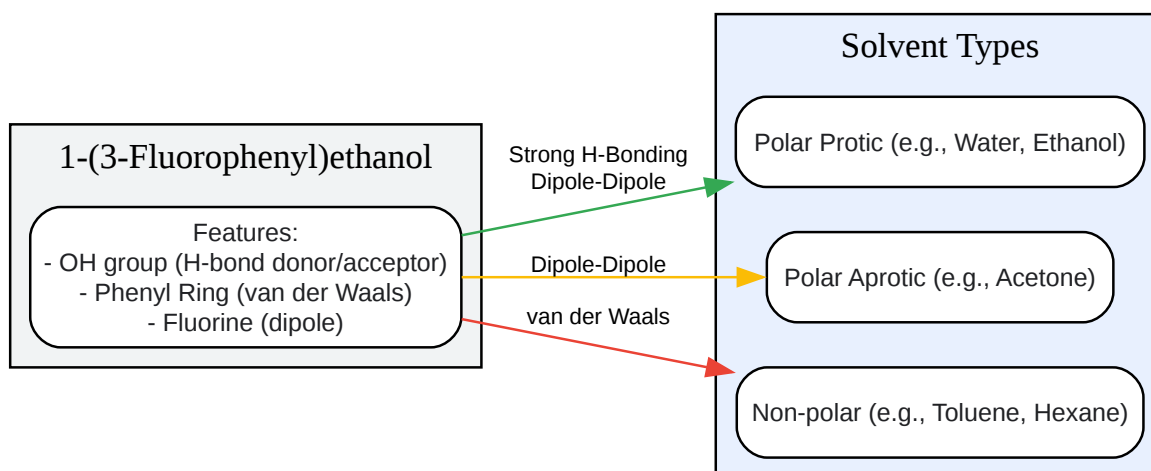 Solvent Types
Polar Protic (e.g., Water, Ethanol)
1-(3-Fluorophenyl)ethanol
Strong H-Bonding
Dipole-Dipole
Features:
- OH group (H-bond donor/acceptor)
- Phenyl Ring (van der Waals)
- Fluorine (dipole)
Dipole-Dipole
Polar Aprotic (e.g., Acetone)
van der Waals
Non-polar (e.g., Toluene, Hexane)